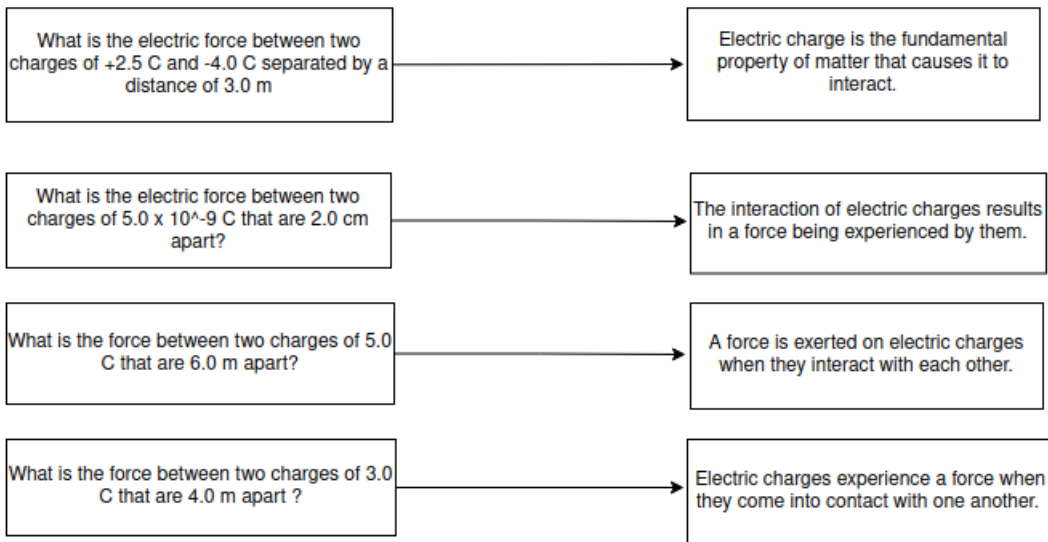 What is the electric force between two
charges of +2.5 C and -4.0 C separated by a
distance of 3.0 m
Electric charge is the fundamental
property of matter that causes it to
interact.
What is the electric force between two
charges of 5.0 x 10^-9 C that are 2.0 cm
apart?
The interaction of electric charges results
in a force being experienced by them.
What is the force between two charges of 5.0
C that are 6.0 m apart?
A force is exerted on electric charges
when they interact with each other.
What is the force between two charges of 3.0
C that are 4.0 m apart ?
Electric charges experience a force when
they come into contact with one another.